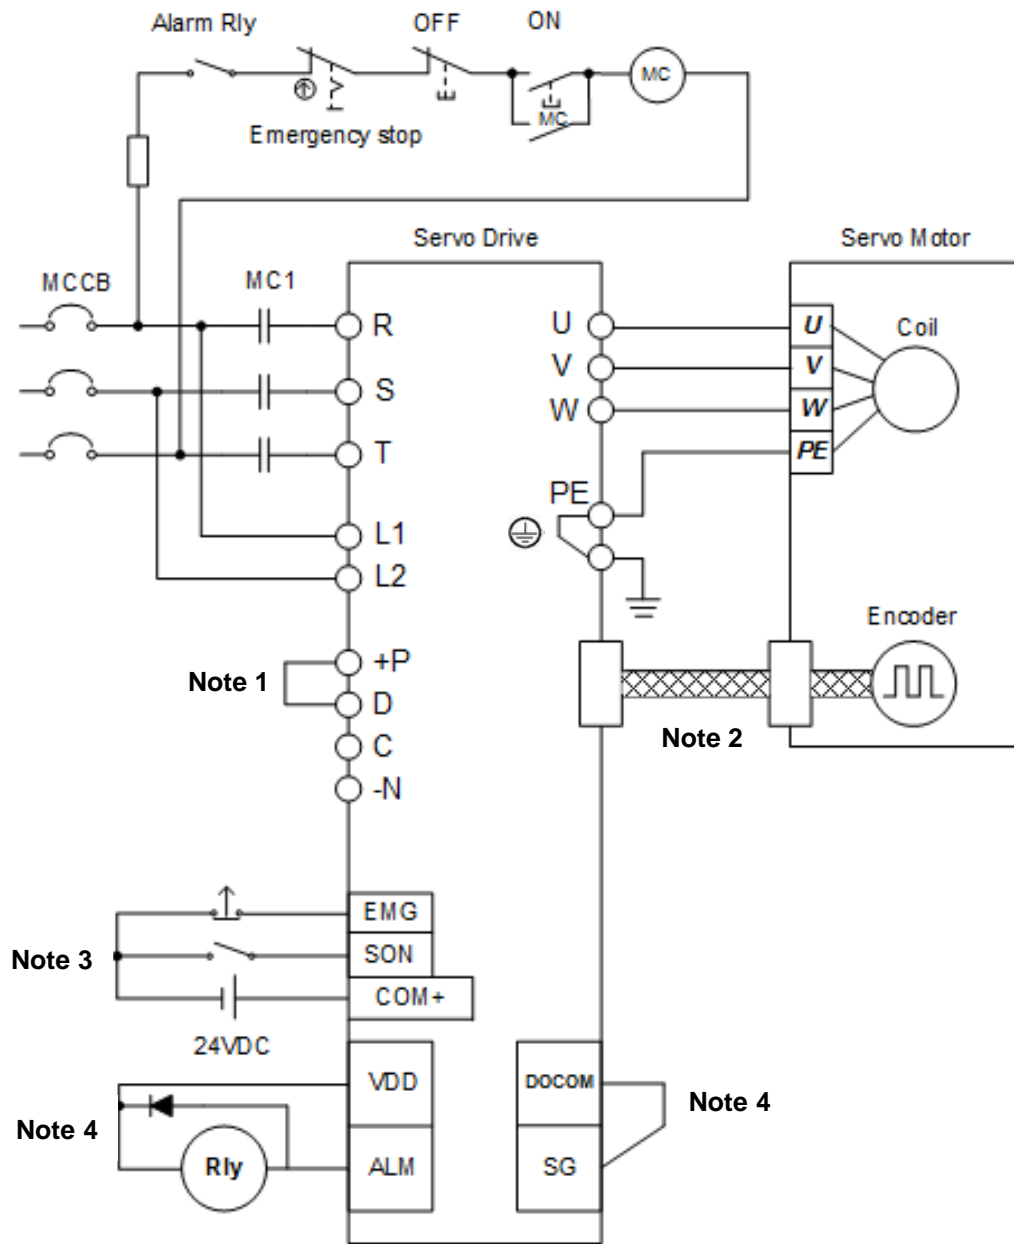 Alarm Rly
OFF
ON
MC
MC
Emergency stop
Servo Drive
Servo Motor
MCCB
MC1
R
S
T
L1
L2
U
V
W
PE
U
V
W
PE
Coil
Note 1
+P
D
C
-N
Encoder
Note 2
Note 3
EMG
SON
COM+
24VDC
Note 4
VDD
ALM
Rly
DOCOM
SG
Note 4